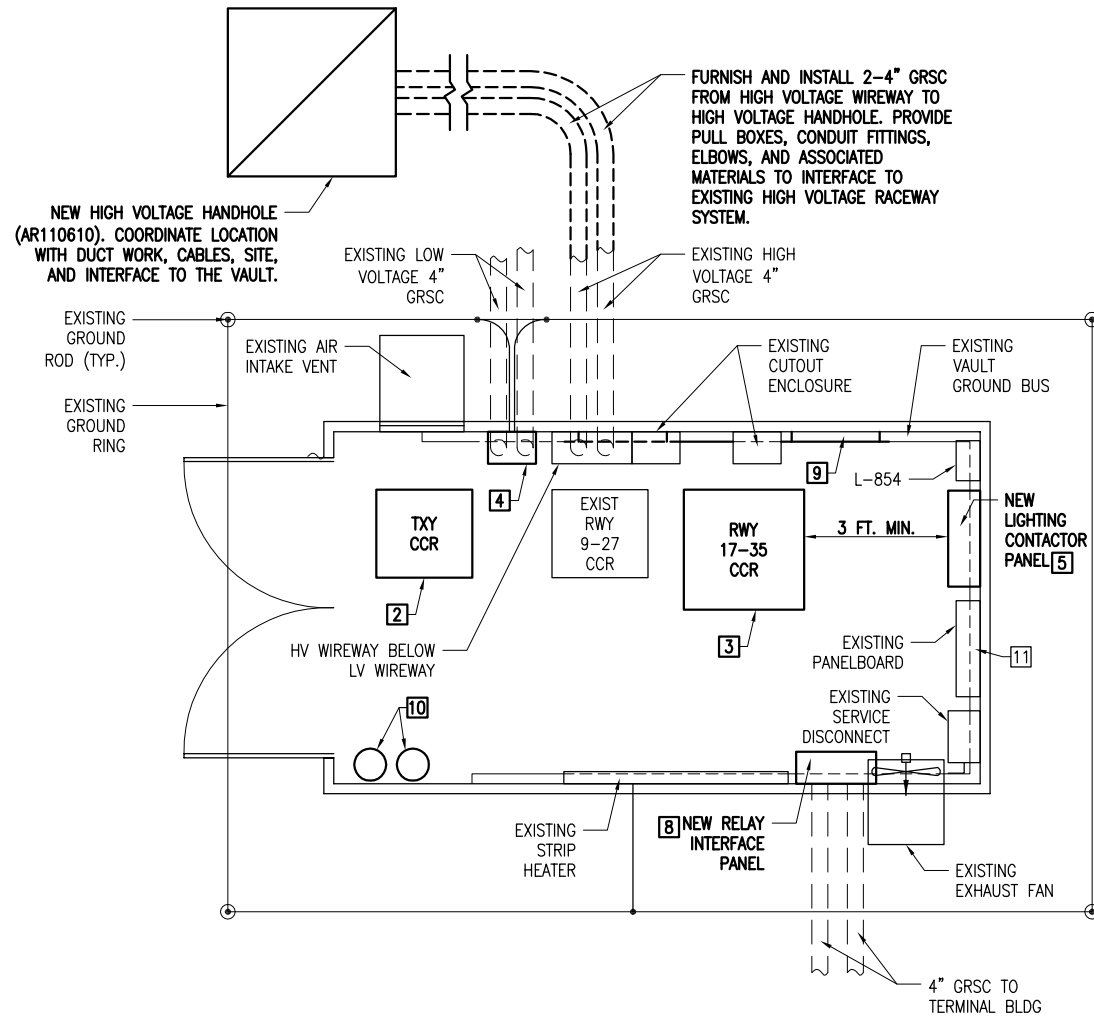 FURNISH AND INSTALL 2-4" GRSC
FROM HIGH VOLTAGE WIREWAY TO
HIGH VOLTAGE HANDHOLE. PROVIDE
PULL BOXES, CONDUIT FITTINGS,
ELBOWS, AND ASSOCIATED
MATERIALS TO INTERFACE TO
EXISTING HIGH VOLTAGE RACEWAY
SYSTEM.
NEW HIGH VOLTAGE HANDHOLE
(AR110610). COORDINATE LOCATION
WITH DUCT WORK, CABLES, SITE,
AND INTERFACE TO THE VAULT.
EXISTING LOW
VOLTAGE 4"
GRSC
EXISTING HIGH
VOLTAGE 4"
GRSC
EXISTING
GROUND
ROD (TYP.)
EXISTING AIR
INTAKE VENT
EXISTING
CUTOUT
ENCLOSURE
EXISTING
VAULT
GROUND BUS
EXISTING
GROUND
RING
4
9
L-854
TXY
CCR
EXIST
RWY
9-27
CCR
RWY
17-35
CCR
3 FT. MIN.
NEW
LIGHTING
CONTACTOR
PANEL 5
2
3
HV WIREWAY BELOW
LV WIREWAY
EXISTING
PANELBOARD
11
10
EXISTING
SERVICE
DISCONNECT
EXISTING
STRIP
HEATER
8 NEW RELAY
INTERFACE
PANEL
EXISTING
EXHAUST FAN
4" GRSC TO
TERMINAL BLDG